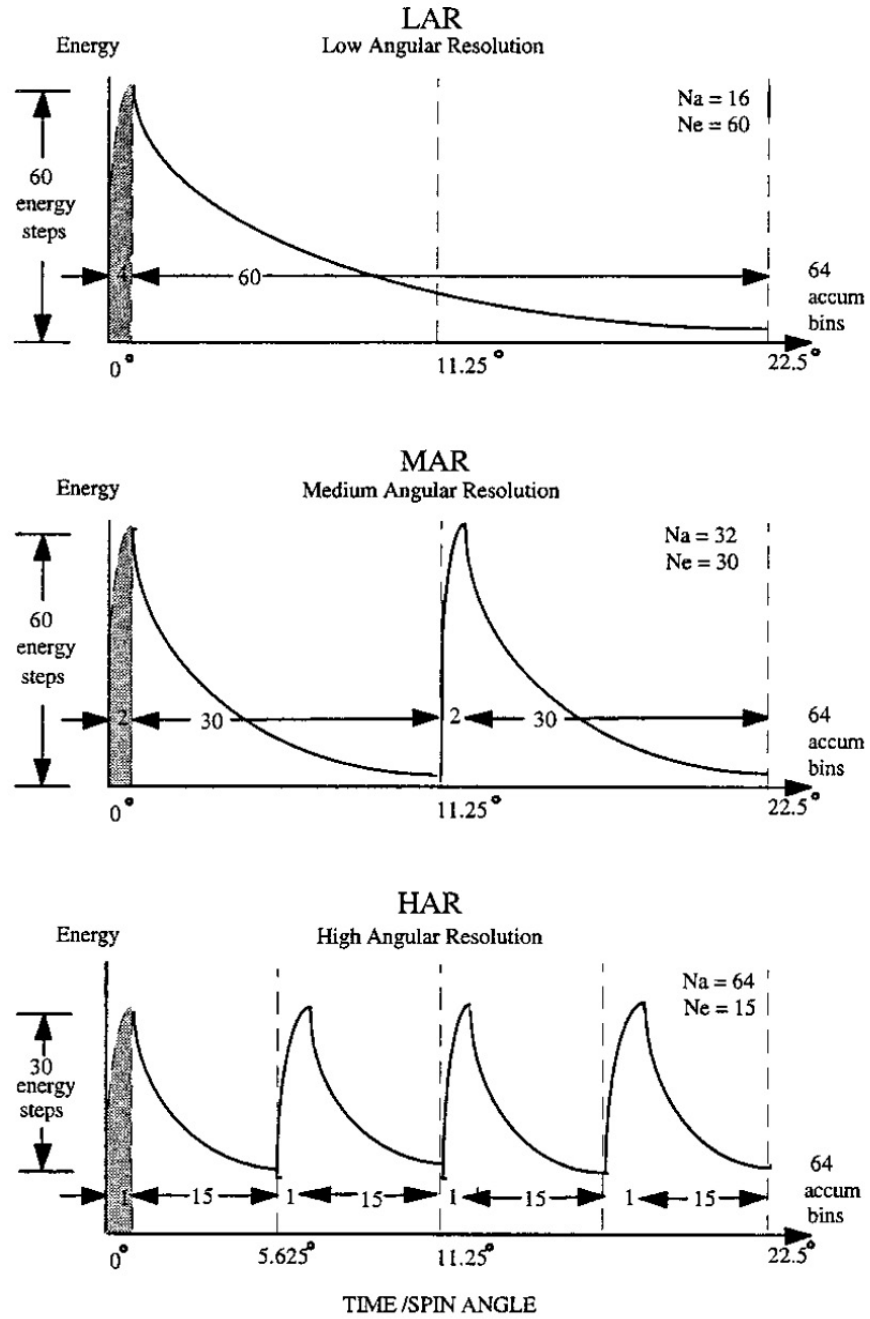 LAR
Energy
Low Angular Resolution
Na = 16
Ne = 60
60
energy
steps
4
60
64
accum
bins
0°
11.25°
22.5°
MAR
Energy
Medium Angular Resolution
Na = 32
Ne = 30
60
energy
steps
2
30
2
30
64
accum
bins
0°
11.25°
22.5°
HAR
Energy
High Angular Resolution
Na = 64
Ne = 15
30
energy
steps
1
15
1
15
1
15
1
15
64
accum
bins
0°
5.625°
11.25°
22.5°
TIME /SPIN ANGLE